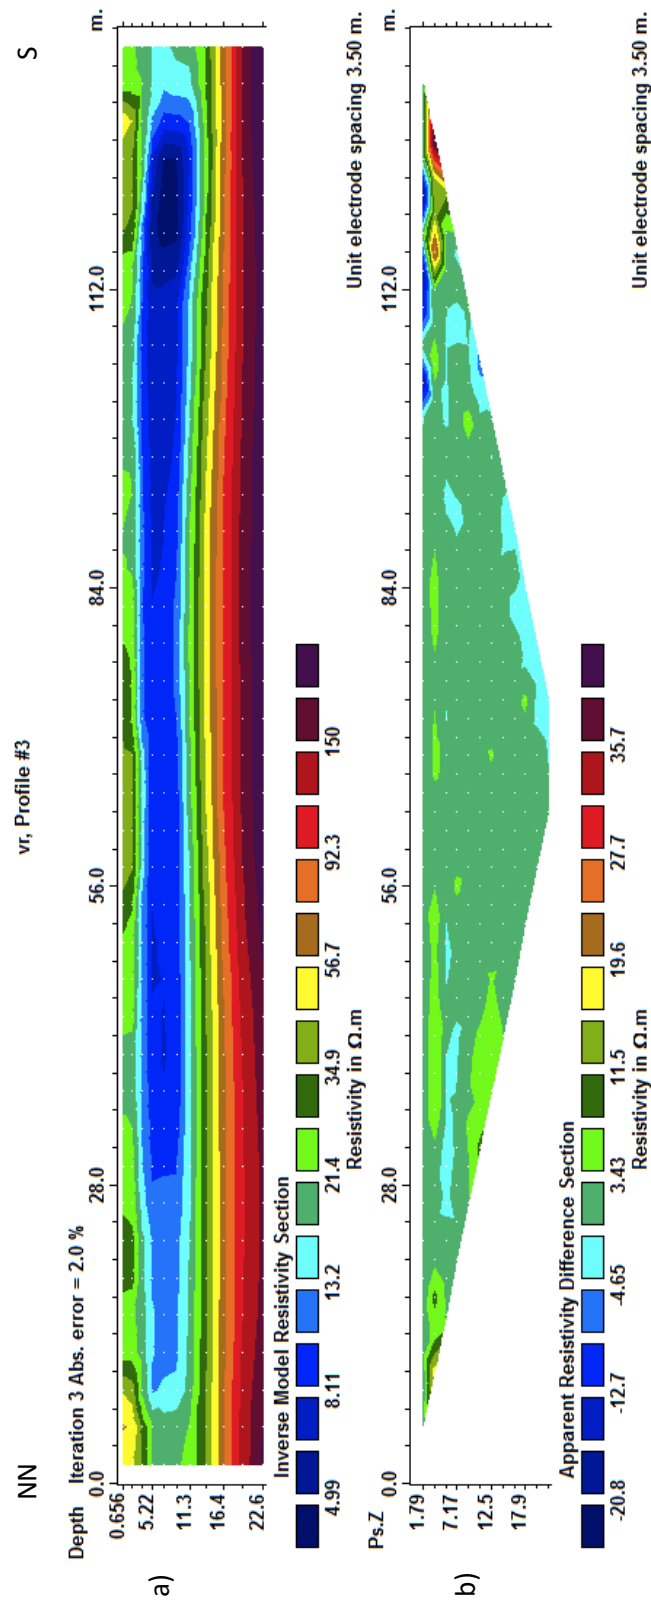 NN S
vr, Profile #3
Depth Iteration 3 Abs. error = 2.0 %
0.0 28.0 56.0 84.0 112.0 m.
0.656
5.22
11.3
16.4
22.6
a)
Inverse Model Resistivity Section
4.99 8.11 13.2 21.4 34.9 56.7 92.3 150
Resistivity in Ω.m
Unit electrode spacing 3.50 m.
Ps.Z
0.0 28.0 56.0 84.0 112.0 m.
1.79
7.17
12.5
17.9
b)
Apparent Resistivity Difference Section
-20.8 -12.7 -4.65 3.43 11.5 19.6 27.7 35.7
Resistivity in Ω.m
Unit electrode spacing 3.50 m.